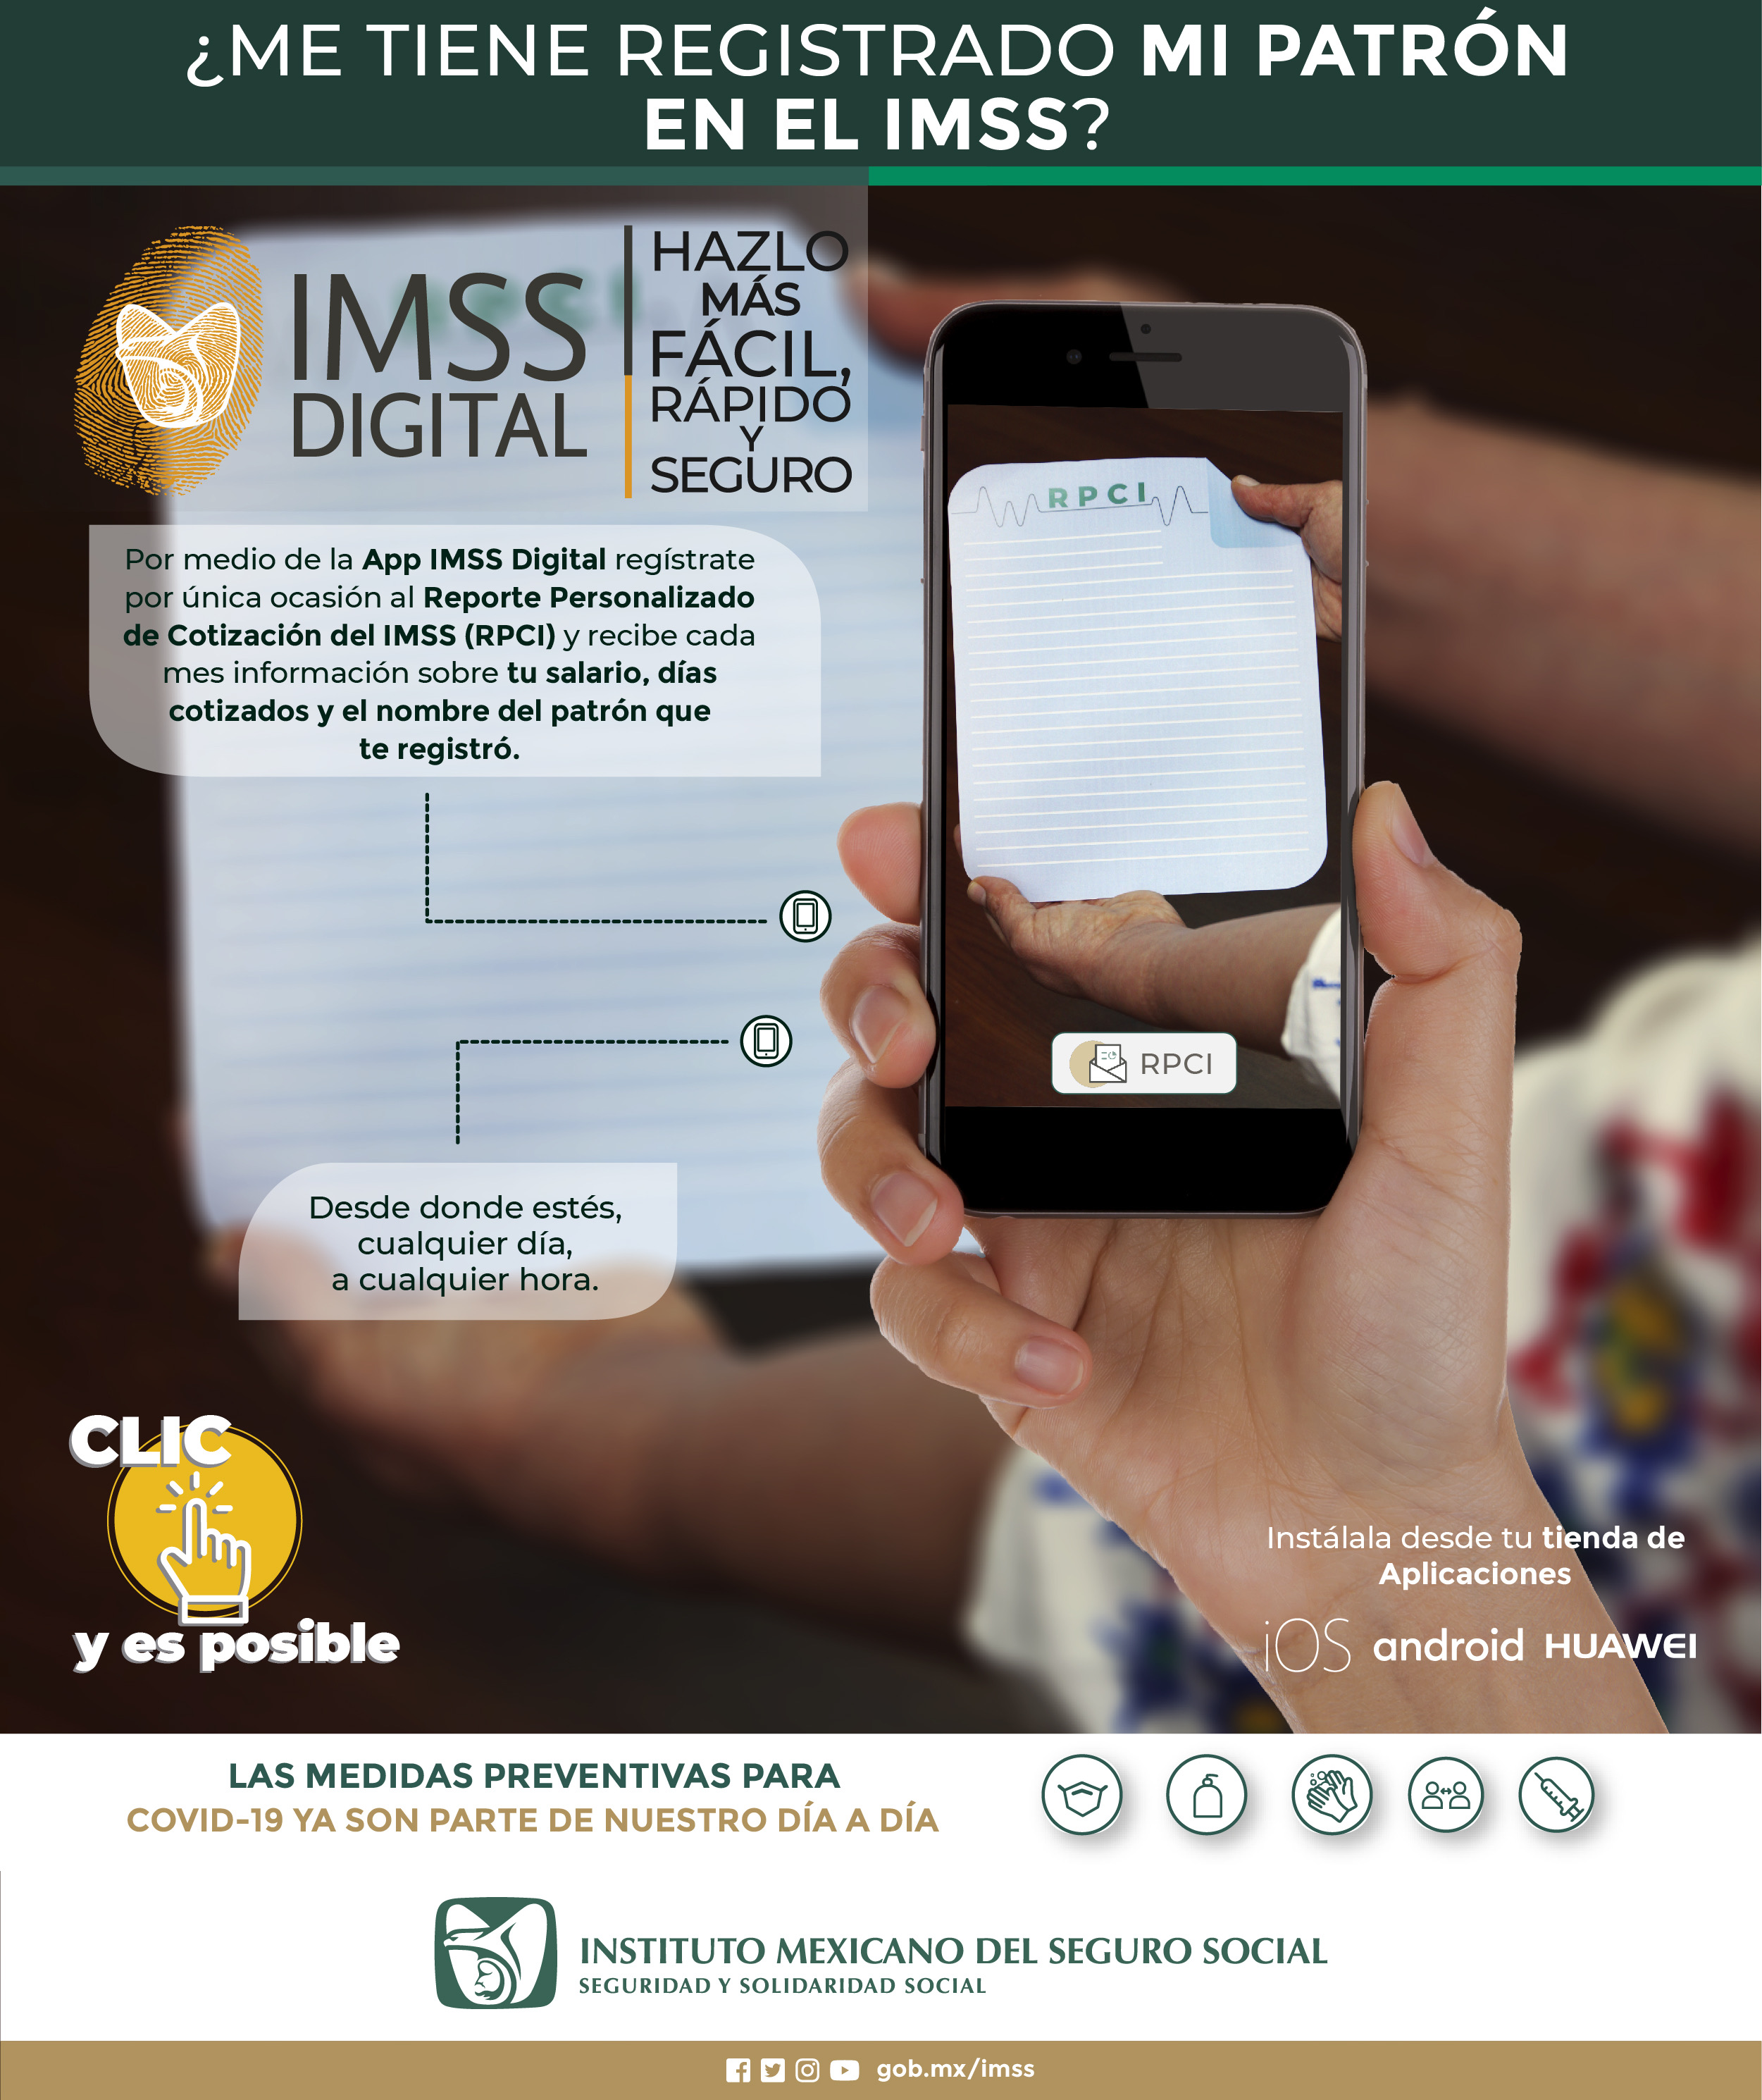 ¿ME TIENE REGISTRADO MI PATRÓN
EN EL IMSS?
IMSS
DIGITAL
HAZLO
MÁS
FÁCIL,
RÁPIDO
Y
SEGURO
Por medio de la App IMSS Digital regístrate
por única ocasión al Reporte Personalizado
de Cotización del IMSS (RPCI) y recibe cada
mes información sobre tu salario, días
cotizados y el nombre del patrón que
te registró.
RPCI
RPCI
Desde donde estés,
cualquier día,
a cualquier hora.
CLIC
y es posible
Instálala desde tu tienda de
Aplicaciones
iOS android HUAWEI
LAS MEDIDAS PREVENTIVAS PARA
COVID-19 YA SON PARTE DE NUESTRO DÍA A DÍA
INSTITUTO MEXICANO DEL SEGURO SOCIAL
SEGURIDAD Y SOLIDARIDAD SOCIAL
gob.mx/imss